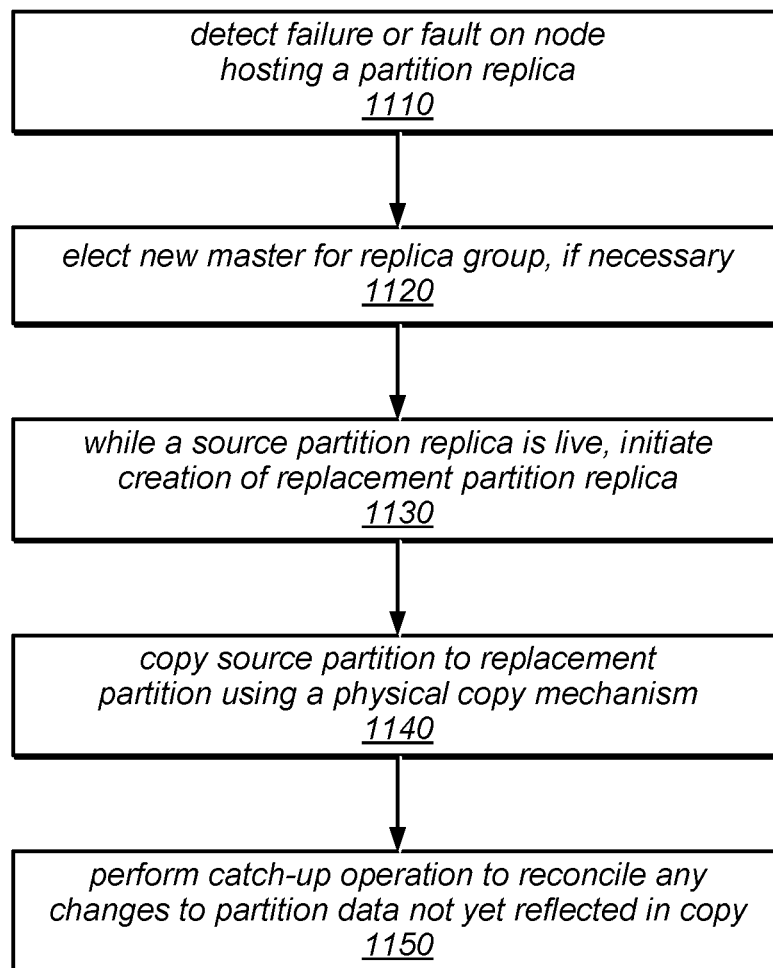 detect failure or fault on node
hosting a partition replica
1110
elect new master for replica group, if necessary
1120
while a source partition replica is live, initiate
creation of replacement partition replica
1130
copy source partition to replacement
partition using a physical copy mechanism
1140
perform catch-up operation to reconcile any
changes to partition data not yet reflected in copy
1150